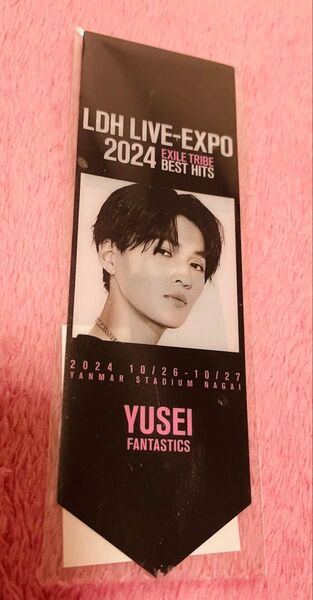 LDH LIVE-EXPO
2024 EXILE TRIBE
BEST HITS
2024 10/26-10/27
YANMAR STADIUM NAGAI
YUSEI
FANTASTICS